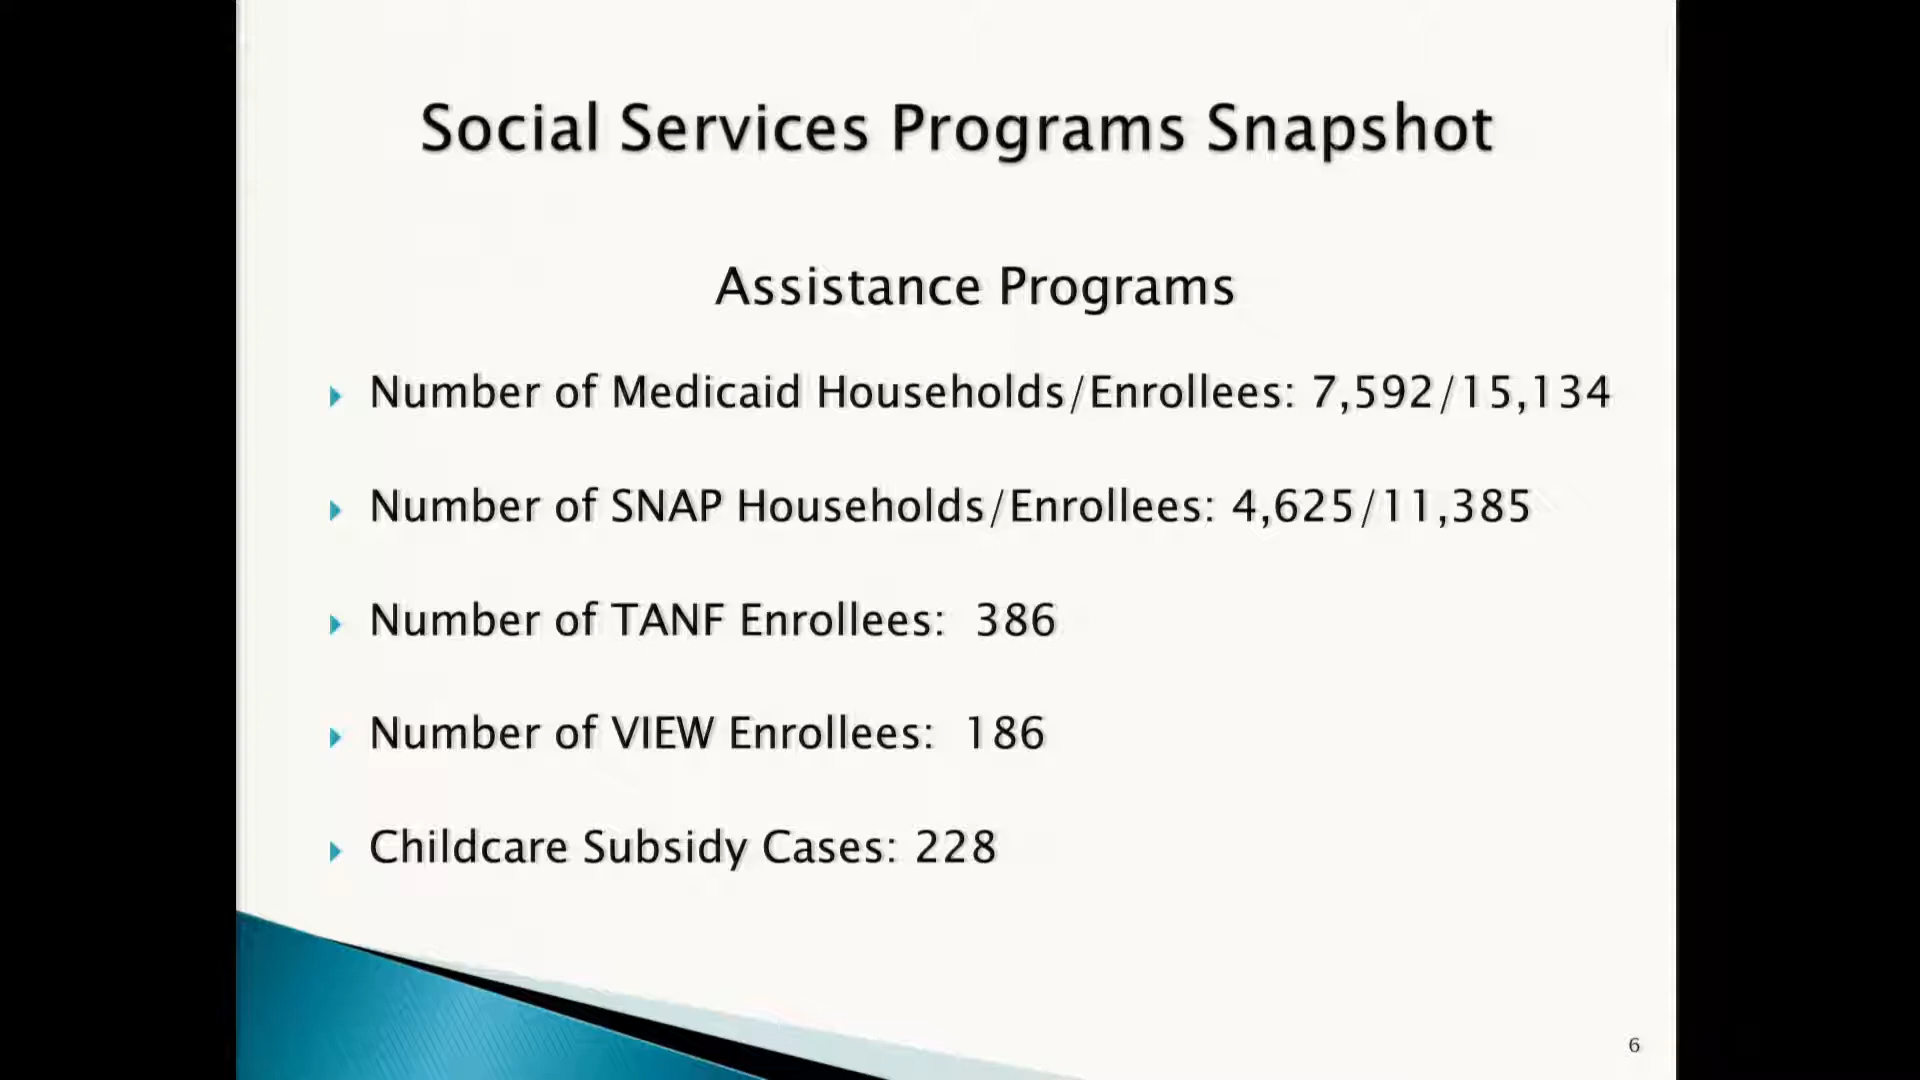 Social Services Programs Snapshot
Assistance Programs
Number of Medicaid Households/Enrollees: 7,592/15,134
Number of SNAP Households/Enrollees: 4,625/11,385
Number of TANF Enrollees:  386
Number of VIEW Enrollees:  186
Childcare Subsidy Cases: 228
6